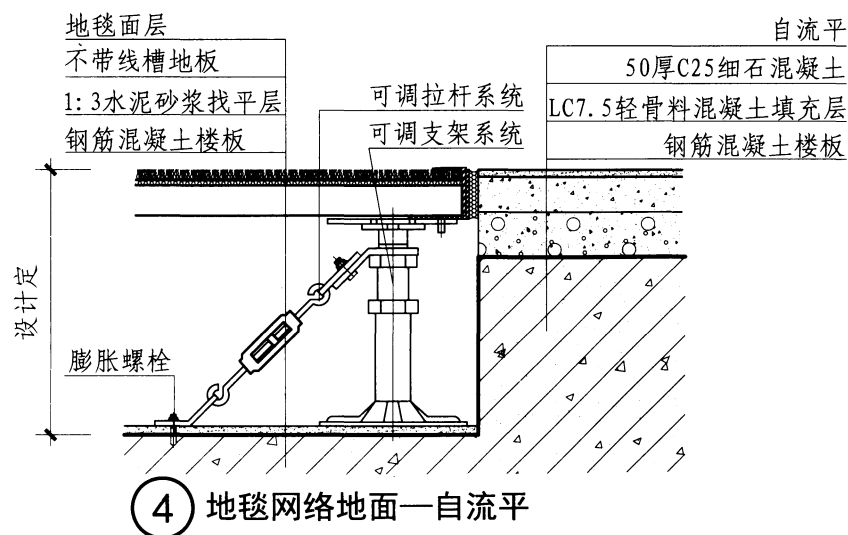 地毯面层
不带线槽地板
1:3水泥砂浆找平层
钢筋混凝土楼板
可调拉杆系统
可调支架系统
自流平
50厚C25细石混凝土
LC7.5轻骨料混凝土填充层
钢筋混凝土楼板
设计定
膨胀螺栓
4 地毯网络地面—自流平